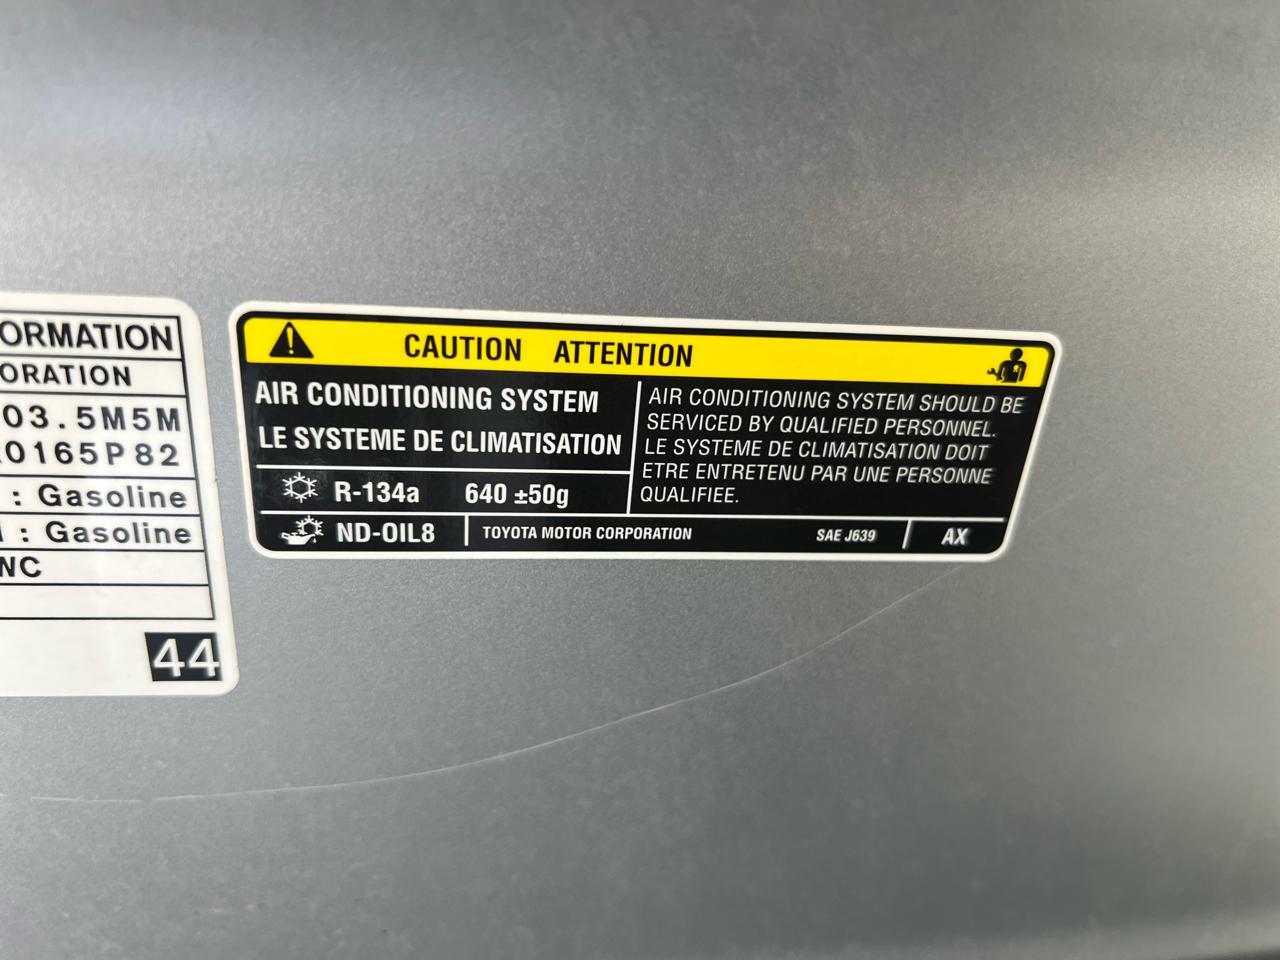 ORMATION
ORATION
03.5M5M
0165P82
: Gasoline
: Gasoline
NC
44
CAUTION ATTENTION
AIR CONDITIONING SYSTEM
LE SYSTEME DE CLIMATISATION
R-134a 640 ±50g
AIR CONDITIONING SYSTEM SHOULD BE
SERVICED BY QUALIFIED PERSONNEL.
LE SYSTEME DE CLIMATISATION DOIT
ETRE ENTRETENU PAR UNE PERSONNE
QUALIFIEE.
ND-OIL8 TOYOTA MOTOR CORPORATION SAE J639 AX